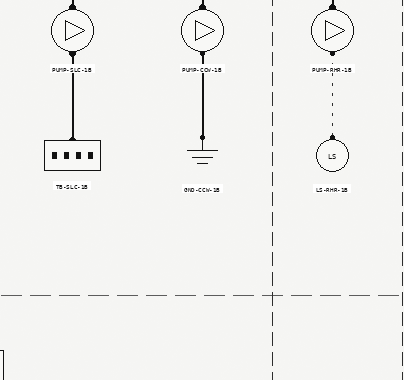 PUMP-SLC-1B
PUMP-CCW-1B
PUMP-RHR-1B
LS
TB-SLC-1B
GND-CCW-1B
LS-RHR-1B